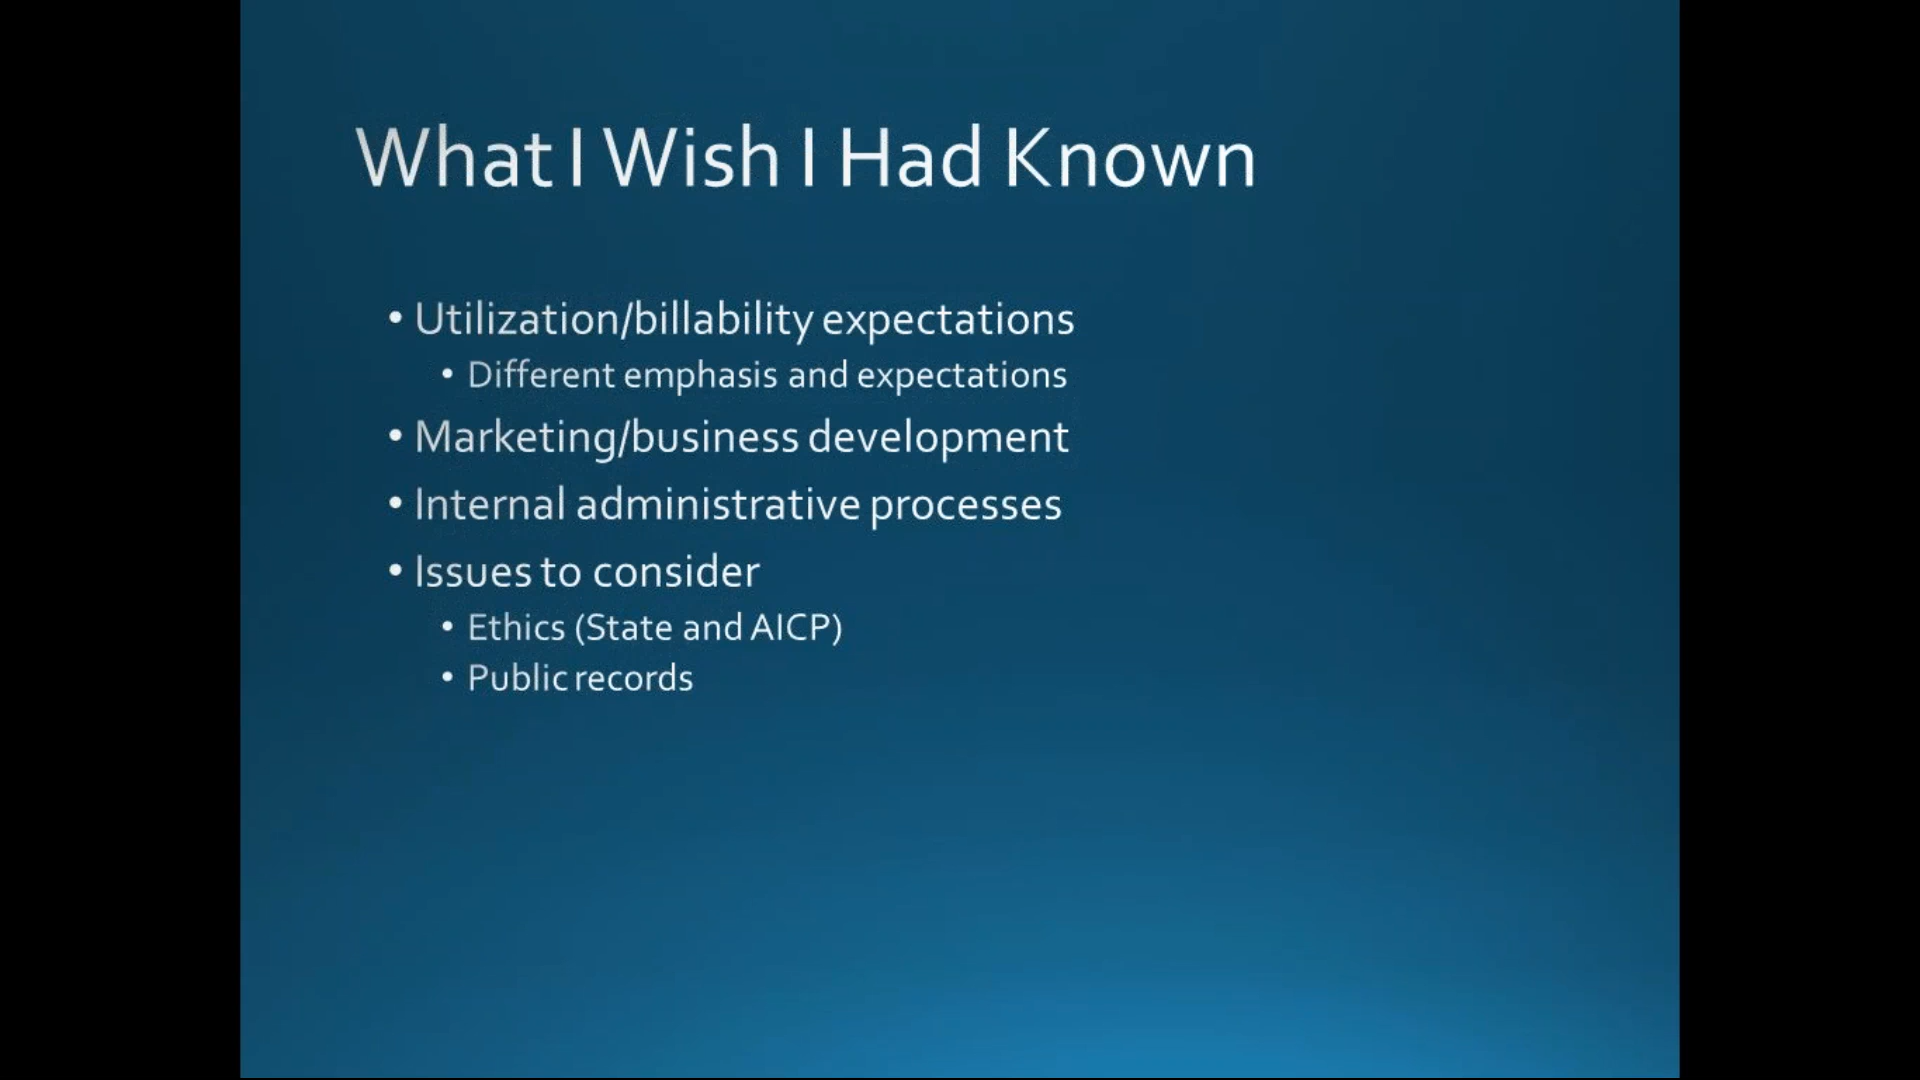 What I Wish I Had Known
• Utilization/billability expectations
• Different emphasis and expectations
• Marketing/business development
• Internal administrative processes
• Issues to consider
• Ethics (State and AICP)
• Public records